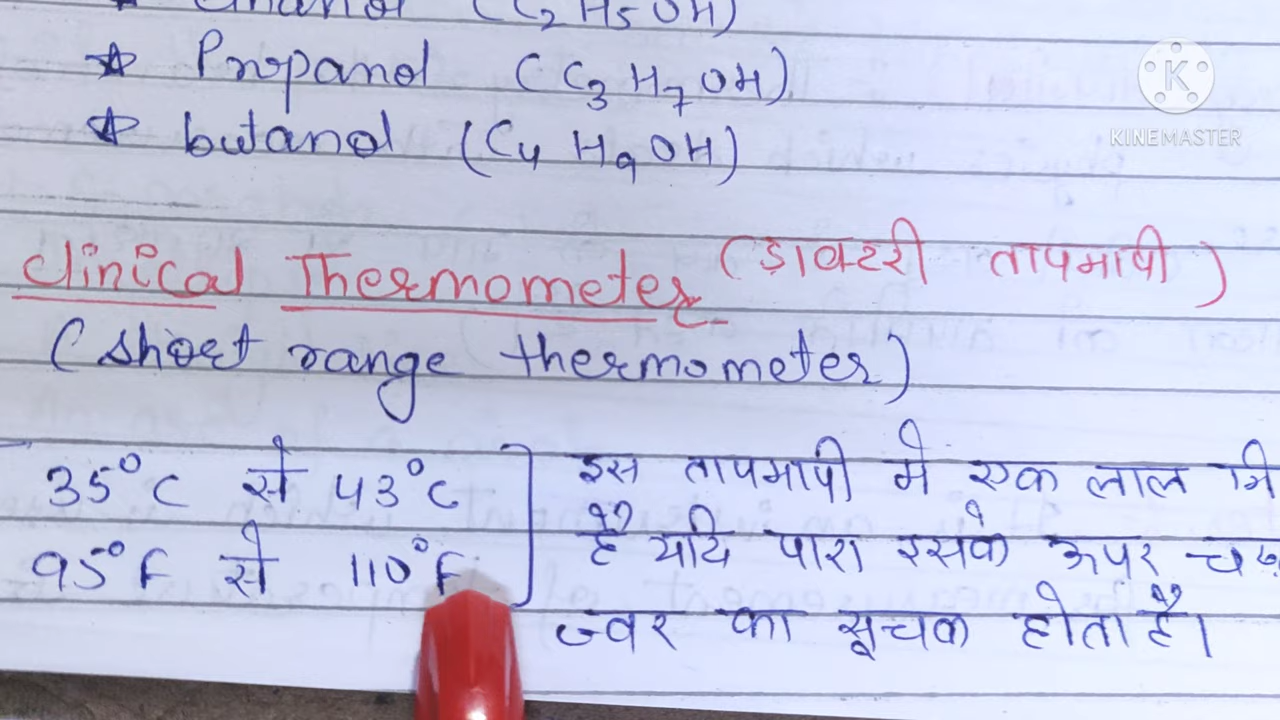 (C2H5OH)
☆ Propanol (C3H7OH)
☆ butanol (C4H9OH)
KINEMASTER
Clinical Thermometer (डाक्टरी तापमापी)
(short range thermometer)
35°C से 43°C
95°F से 110°F
इस तापमापी मे एक लाल
है यदि पारा इसके ऊपर
ज्वर का सूचक होता है।